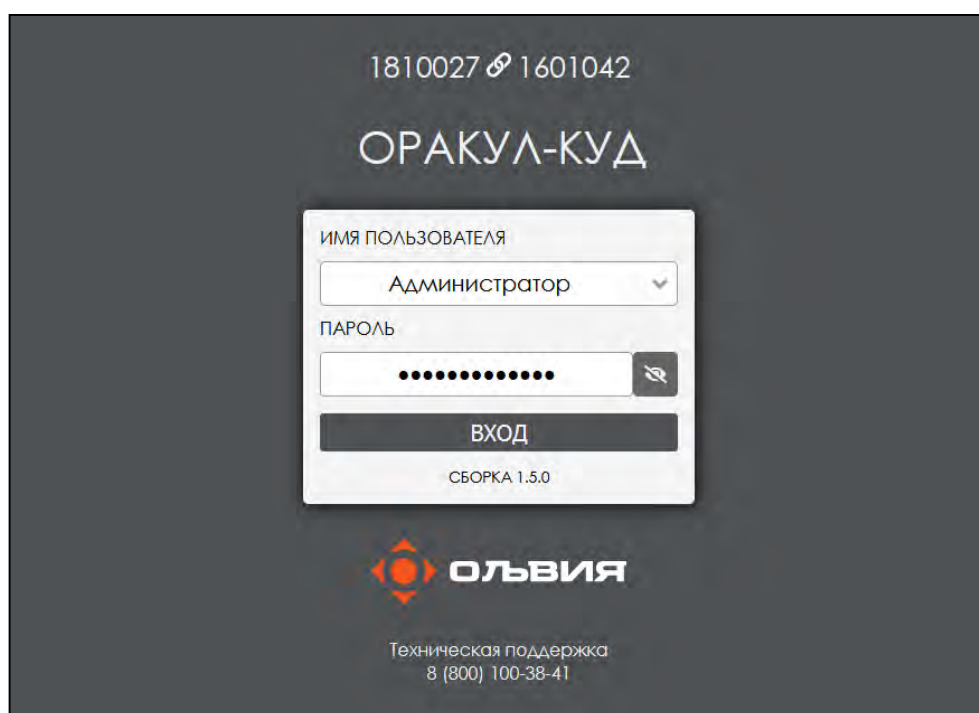 1810027 1601042
ОРАКУЛ-КУД
ИМЯ ПОЛЬЗОВАТЕЛЯ
Администратор
ПАРОЛЬ
•••••••••••••
ВХОД
СБОРКА 1.5.0
ОЛЬВИЯ
Техническая поддержка
8 (800) 100-38-41